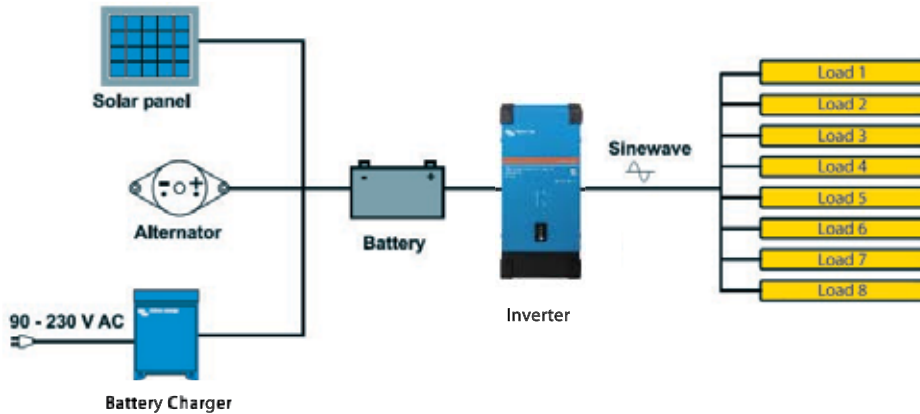 Solar panel
Alternator
90 - 230 V AC
Battery Charger
- +
Battery
Inverter
Sinewave
Load 1
Load 2
Load 3
Load 4
Load 5
Load 6
Load 7
Load 8